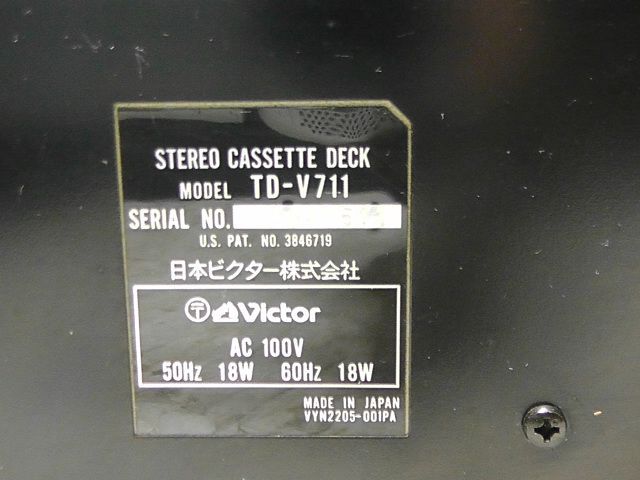 STEREO CASSETTE DECK
MODEL TD-V711
SERIAL NO.
U.S. PAT. NO. 3846719
日本ビクター株式会社
〒 Victor
AC 100V
50Hz 18W 60Hz 18W
MADE IN JAPAN
VYN2205-001PA